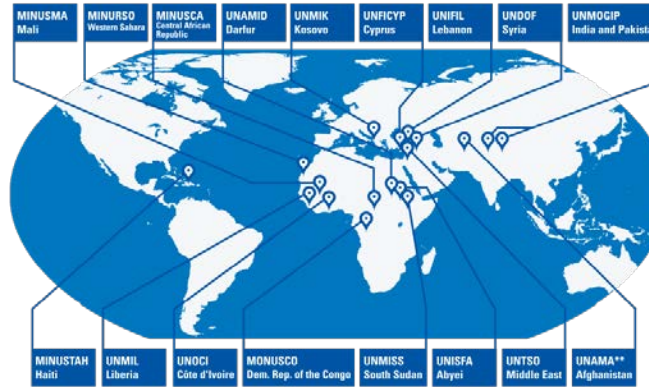 MINUSMA
Mali
MINURSO
Western Sahara
MINUSCA
Central African
Republic
UNAMID
Darfur
UNMIK
Kosovo
UNFICYP
Cyprus
UNIFIL
Lebanon
UNDOF
Syria
UNMOGIP
India and Pakista
MINUSTAH
Haiti
UNMIL
Liberia
UNOCI
Côte d'Ivoire
MONUSCO
Dem. Rep. of the Congo
UNMISS
South Sudan
UNISFA
Abyei
UNTSO
Middle East
UNAMA**
Afghanistan